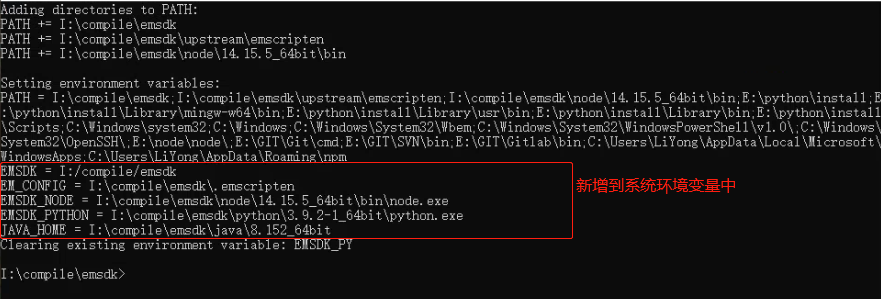 Adding directories to PATH:
PATH += I:\compile\emsdk
PATH += I:\compile\emsdk\upstream\emscripten
PATH += I:\compile\emsdk\node\14.15.5_64bit\bin
Setting environment variables:
PATH = I:\compile\emsdk;I:\compile\emsdk\upstream\emscripten;I:\compile\emsdk\node\14.15.5_64bit\bin;E:\python\install;E
:\python\install\Library\mingw-w64\bin;E:\python\install\Library\usr\bin;E:\python\install\Library\bin;E:\python\install
\Scripts;C:\Windows\system32;C:\Windows;C:\Windows\System32\Wbem;C:\Windows\System32\WindowsPowerShell\v1.0\;C:\Windows\
System32\OpenSSH\;E:\node\node\;E:\GIT\Git\cmd;E:\GIT\SVN\bin;E:\GIT\Gitlab\bin;C:\Users\LiYong\AppData\Local\Microsoft\
WindowsApps;C:\Users\LiYong\AppData\Roaming\npm
EMSDK = I:/compile/emsdk
EM_CONFIG = I:\compile\emsdk\.emscripten
EMSDK_NODE = I:\compile\emsdk\node\14.15.5_64bit\bin\node.exe
新增到系统环境变量中
EMSDK_PYTHON = I:\compile\emsdk\python\3.9.2-1_64bit\python.exe
JAVA_HOME = I:\compile\emsdk\java\8.152_64bit
Clearing existing environment variable: EMSDK_PY
I:\compile\emsdk>